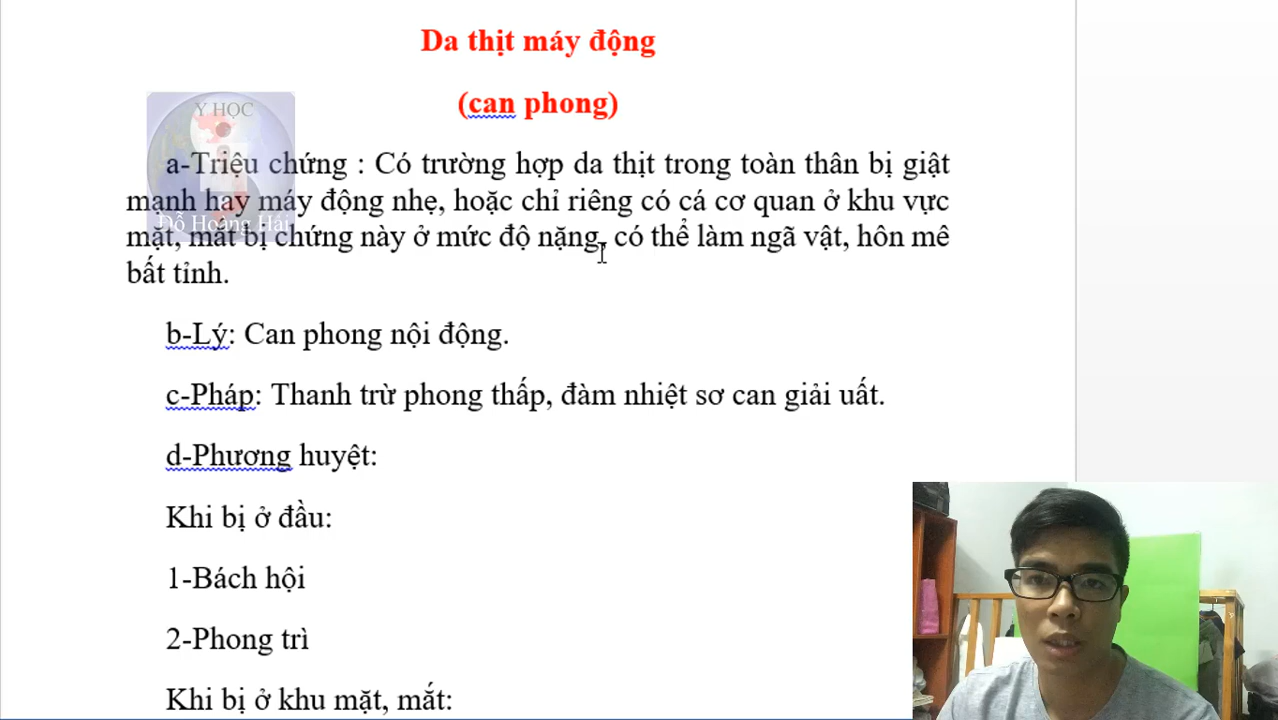 Da thịt máy động
(can phong)
Y HỌC
a-Triệu chứng : Có trường hợp da thịt trong toàn thân bị giật
mạnh hay máy động nhẹ, hoặc chỉ riêng có cá cơ quan ở khu vực
Đỗ Hoàng Hải
mặt, mắt bị chứng này ở mức độ nặng, có thể làm ngã vật, hôn mê
bất tỉnh.
b-Lý: Can phong nội động.
c-Pháp: Thanh trừ phong thấp, đàm nhiệt sơ can giải uất.
d-Phương huyệt:
Khi bị ở đầu:
1-Bách hội
2-Phong trì
Khi bị ở khu mặt, mắt: